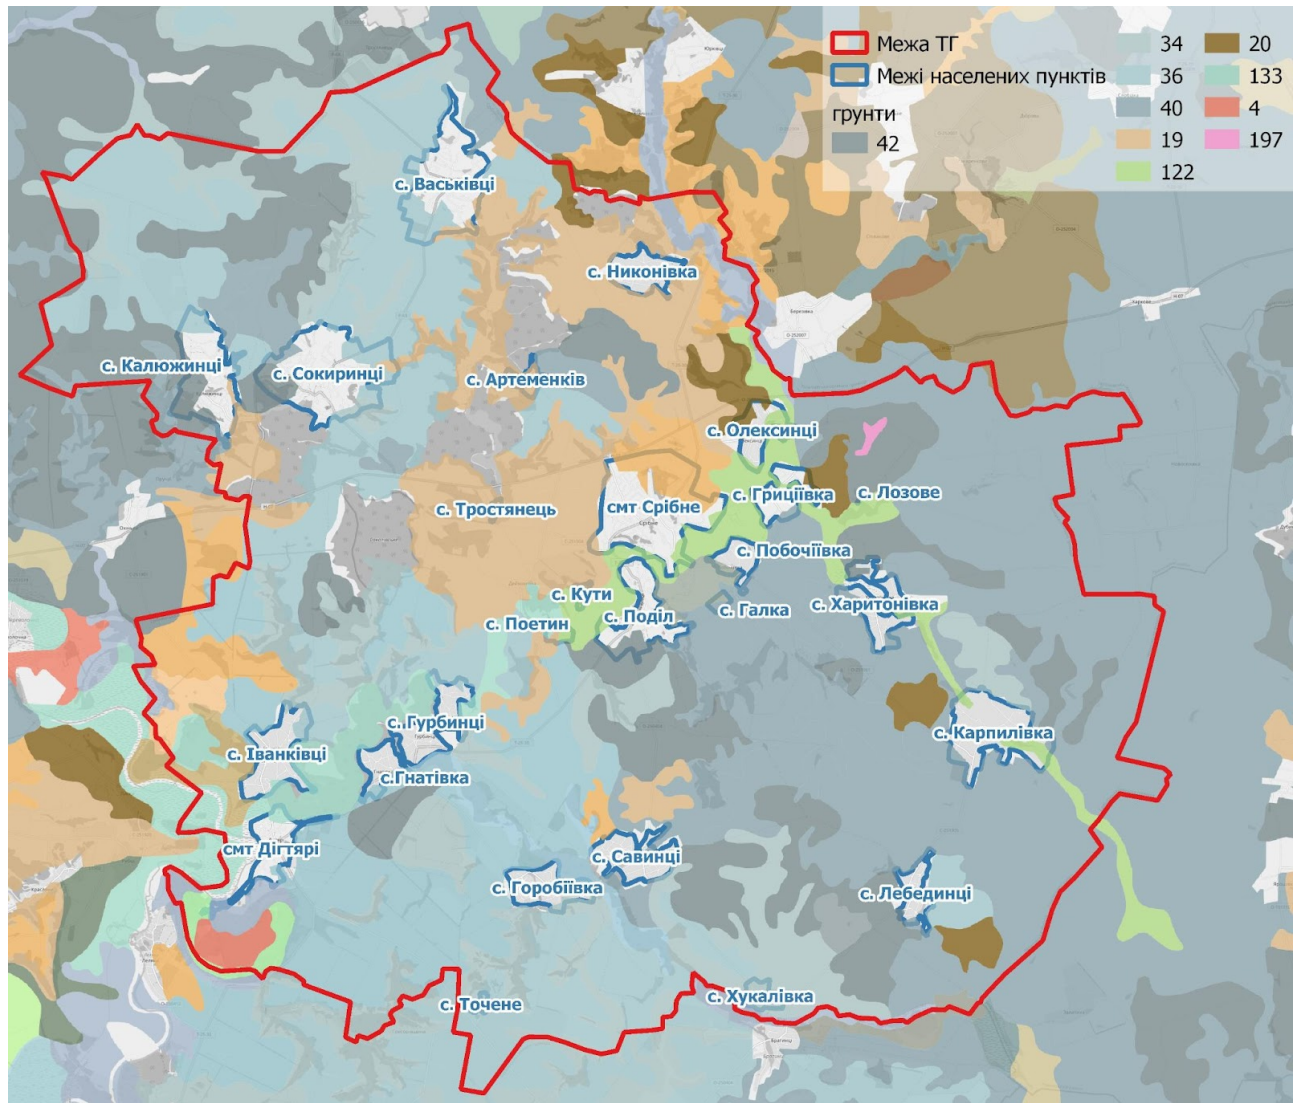 Межа ТГ
Межі населених пунктів
грунти
42
34
36
40
19
122
20
133
4
197
с. Васьківці
с. Никонівка
с. Калюжинці
с. Сокиринці
с. Артеменків
с. Олексинці
с. Гриціївка
с. Лозове
с. Тростянець
смт Срібне
с. Побочіївка
с. Кути
с. Поділ
с. Галка
с. Харитонівка
с. Поетин
с. Гурбинці
с. Іванківці
с.Гнатівка
с. Карпилівка
смт Дігтярі
с. Савинці
с. Горобіївка
с. Лебединці
с. Хукалівка
с. Точене